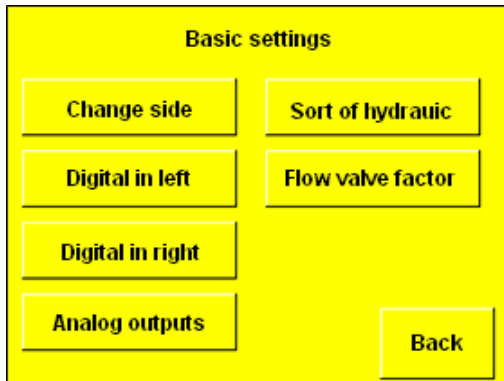 Basic settings
Change side
Sort of hydrauic
Digital in left
Flow valve factor
Digital in right
Analog outputs
Back